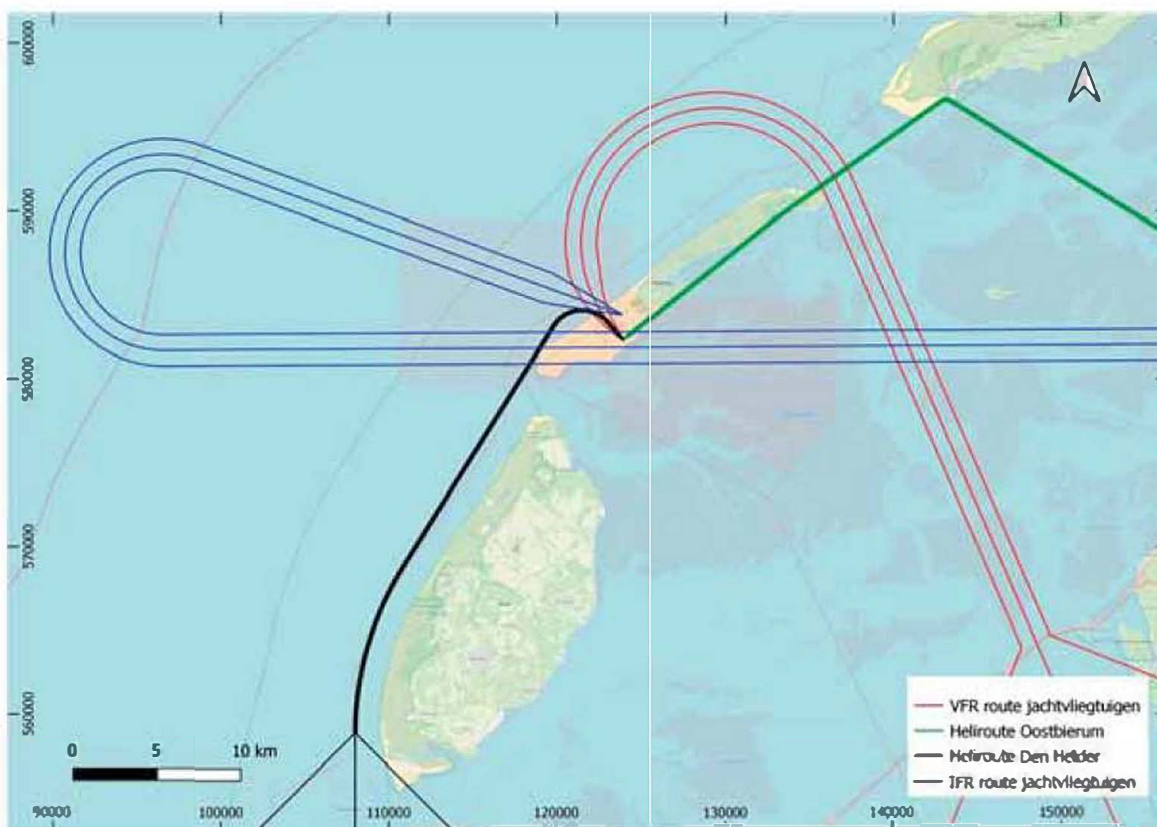 600000
590000
580000
570000
560000
0 5 10 km
VFR route jachtvliegtuigen
Heliroute Oostbierum
Heliroute Den Helder
IFR route jachtvliegtuigen
90000 100000 110000 120000 130000 140000 150000